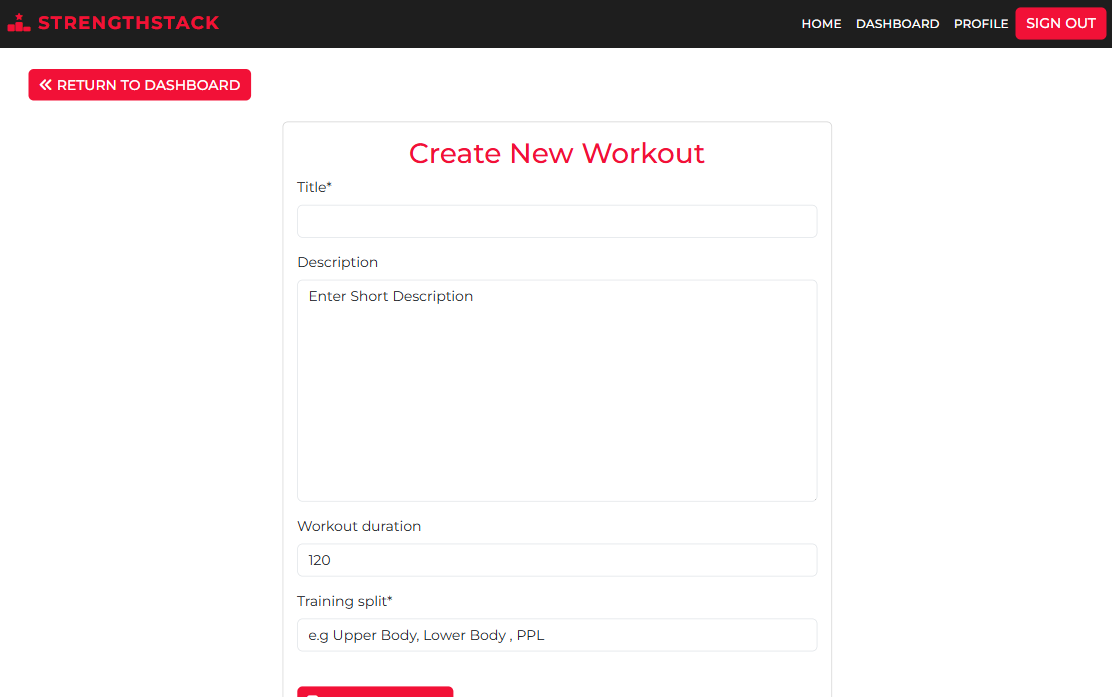 STRENGTHSTACK
HOME DASHBOARD PROFILE SIGN OUT
RETURN TO DASHBOARD
Create New Workout
Title*
Description
Enter Short Description
Workout duration
120
Training split*
e.g Upper Body, Lower Body , PPL